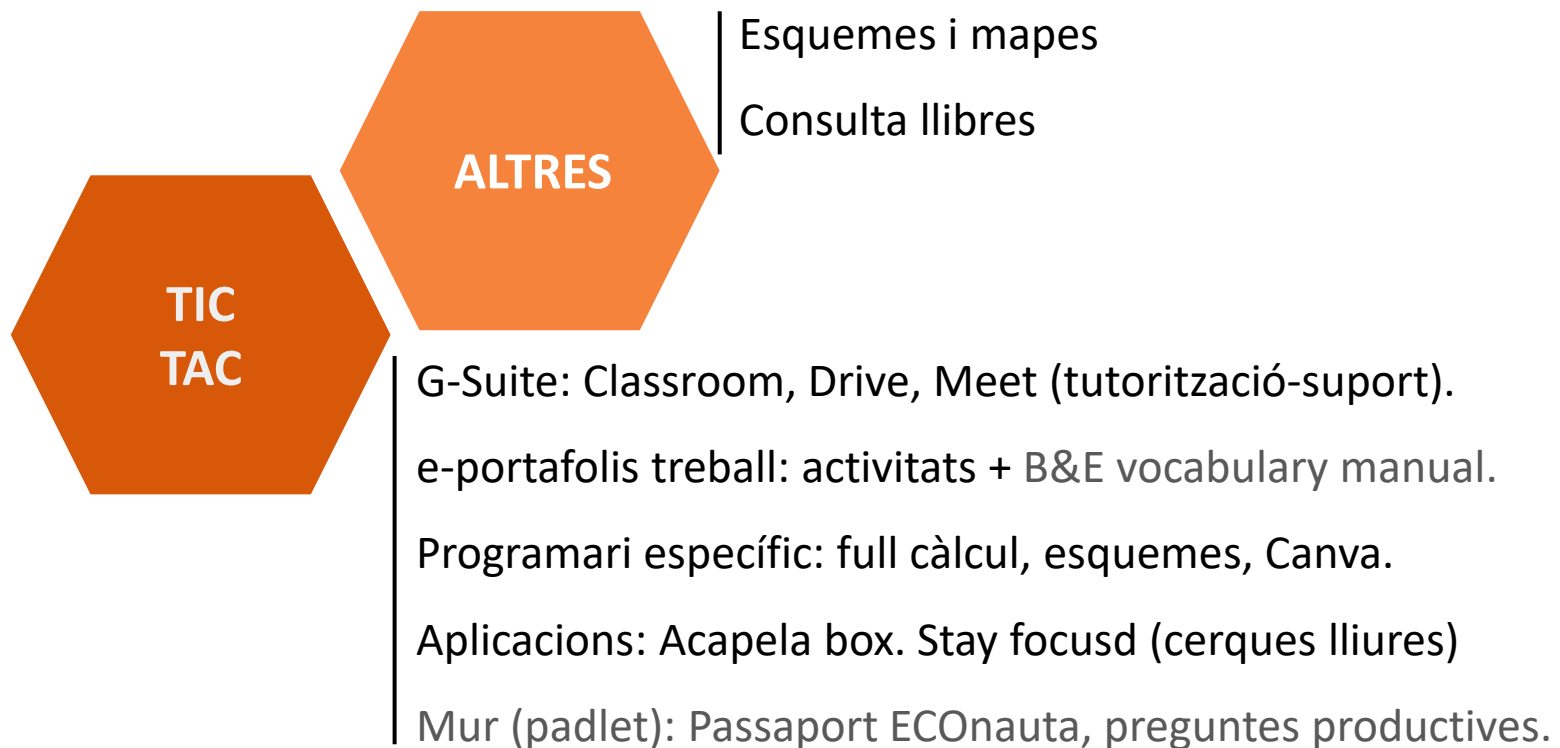 Esquemes i mapes
Consulta llibres
ALTRES
TIC
TAC
G-Suite: Classroom, Drive, Meet (tutorització-suport).
e-portafolis treball: activitats + B&E vocabulary manual.
Programari específic: full càlcul, esquemes, Canva.
Aplicacions: Acapela box. Stay focusd (cerques lliures)
Mur (padlet): Passaport ECOnauta, preguntes productives.